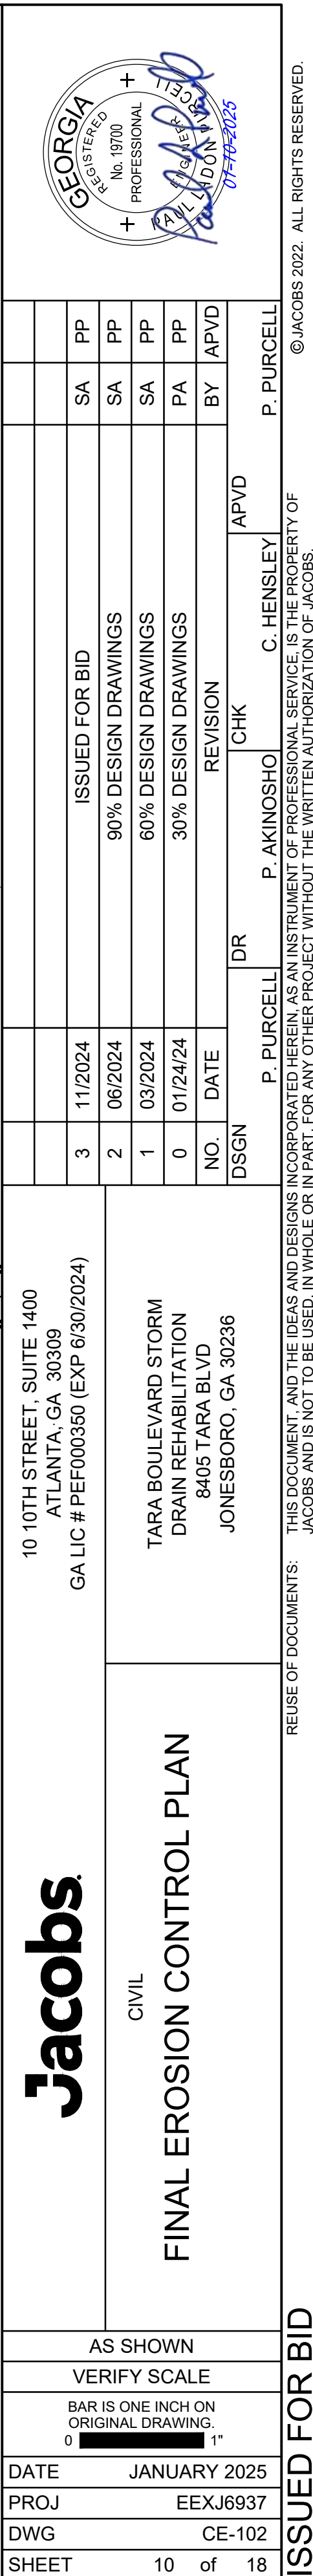 GEORGIA
REGISTERED
No. 19700
PROFESSIONAL
ENGINEER
PAUL
PURCELL
01-10-2025
3 11/2024 ISSUED FOR BID SA PP
2 06/2024 90% DESIGN DRAWINGS SA PP
1 03/2024 60% DESIGN DRAWINGS SA PP
0 01/24/24 30% DESIGN DRAWINGS PA PP
NO. DATE REVISION BY APVD
DSGN P. PURCELL
DR P. AKINOSHO
CHK C. HENSLEY
APVD P. PURCELL
10 10TH STREET, SUITE 1400
ATLANTA, GA 30309
GA LIC # PEF000350 (EXP 6/30/2024)
TARA BOULEVARD STORM
DRAIN REHABILITATION
8405 TARA BLVD
JONESBORO, GA 30236
Jacobs.
CIVIL
FINAL EROSION CONTROL PLAN
AS SHOWN
VERIFY SCALE
BAR IS ONE INCH ON
ORIGINAL DRAWING.
0 1"
DATE JANUARY 2025
PROJ EEXJ6937
DWG CE-102
SHEET 10 of 18
ISSUED FOR BID
REUSE OF DOCUMENTS: THIS DOCUMENT, AND THE IDEAS AND DESIGNS INCORPORATED HEREIN, AS AN INSTRUMENT OF PROFESSIONAL SERVICE, IS THE PROPERTY OF
JACOBS AND IS NOT TO BE USED, IN WHOLE OR IN PART, FOR ANY OTHER PROJECT WITHOUT THE WRITTEN AUTHORIZATION OF JACOBS.
© JACOBS 2022. ALL RIGHTS RESERVED.